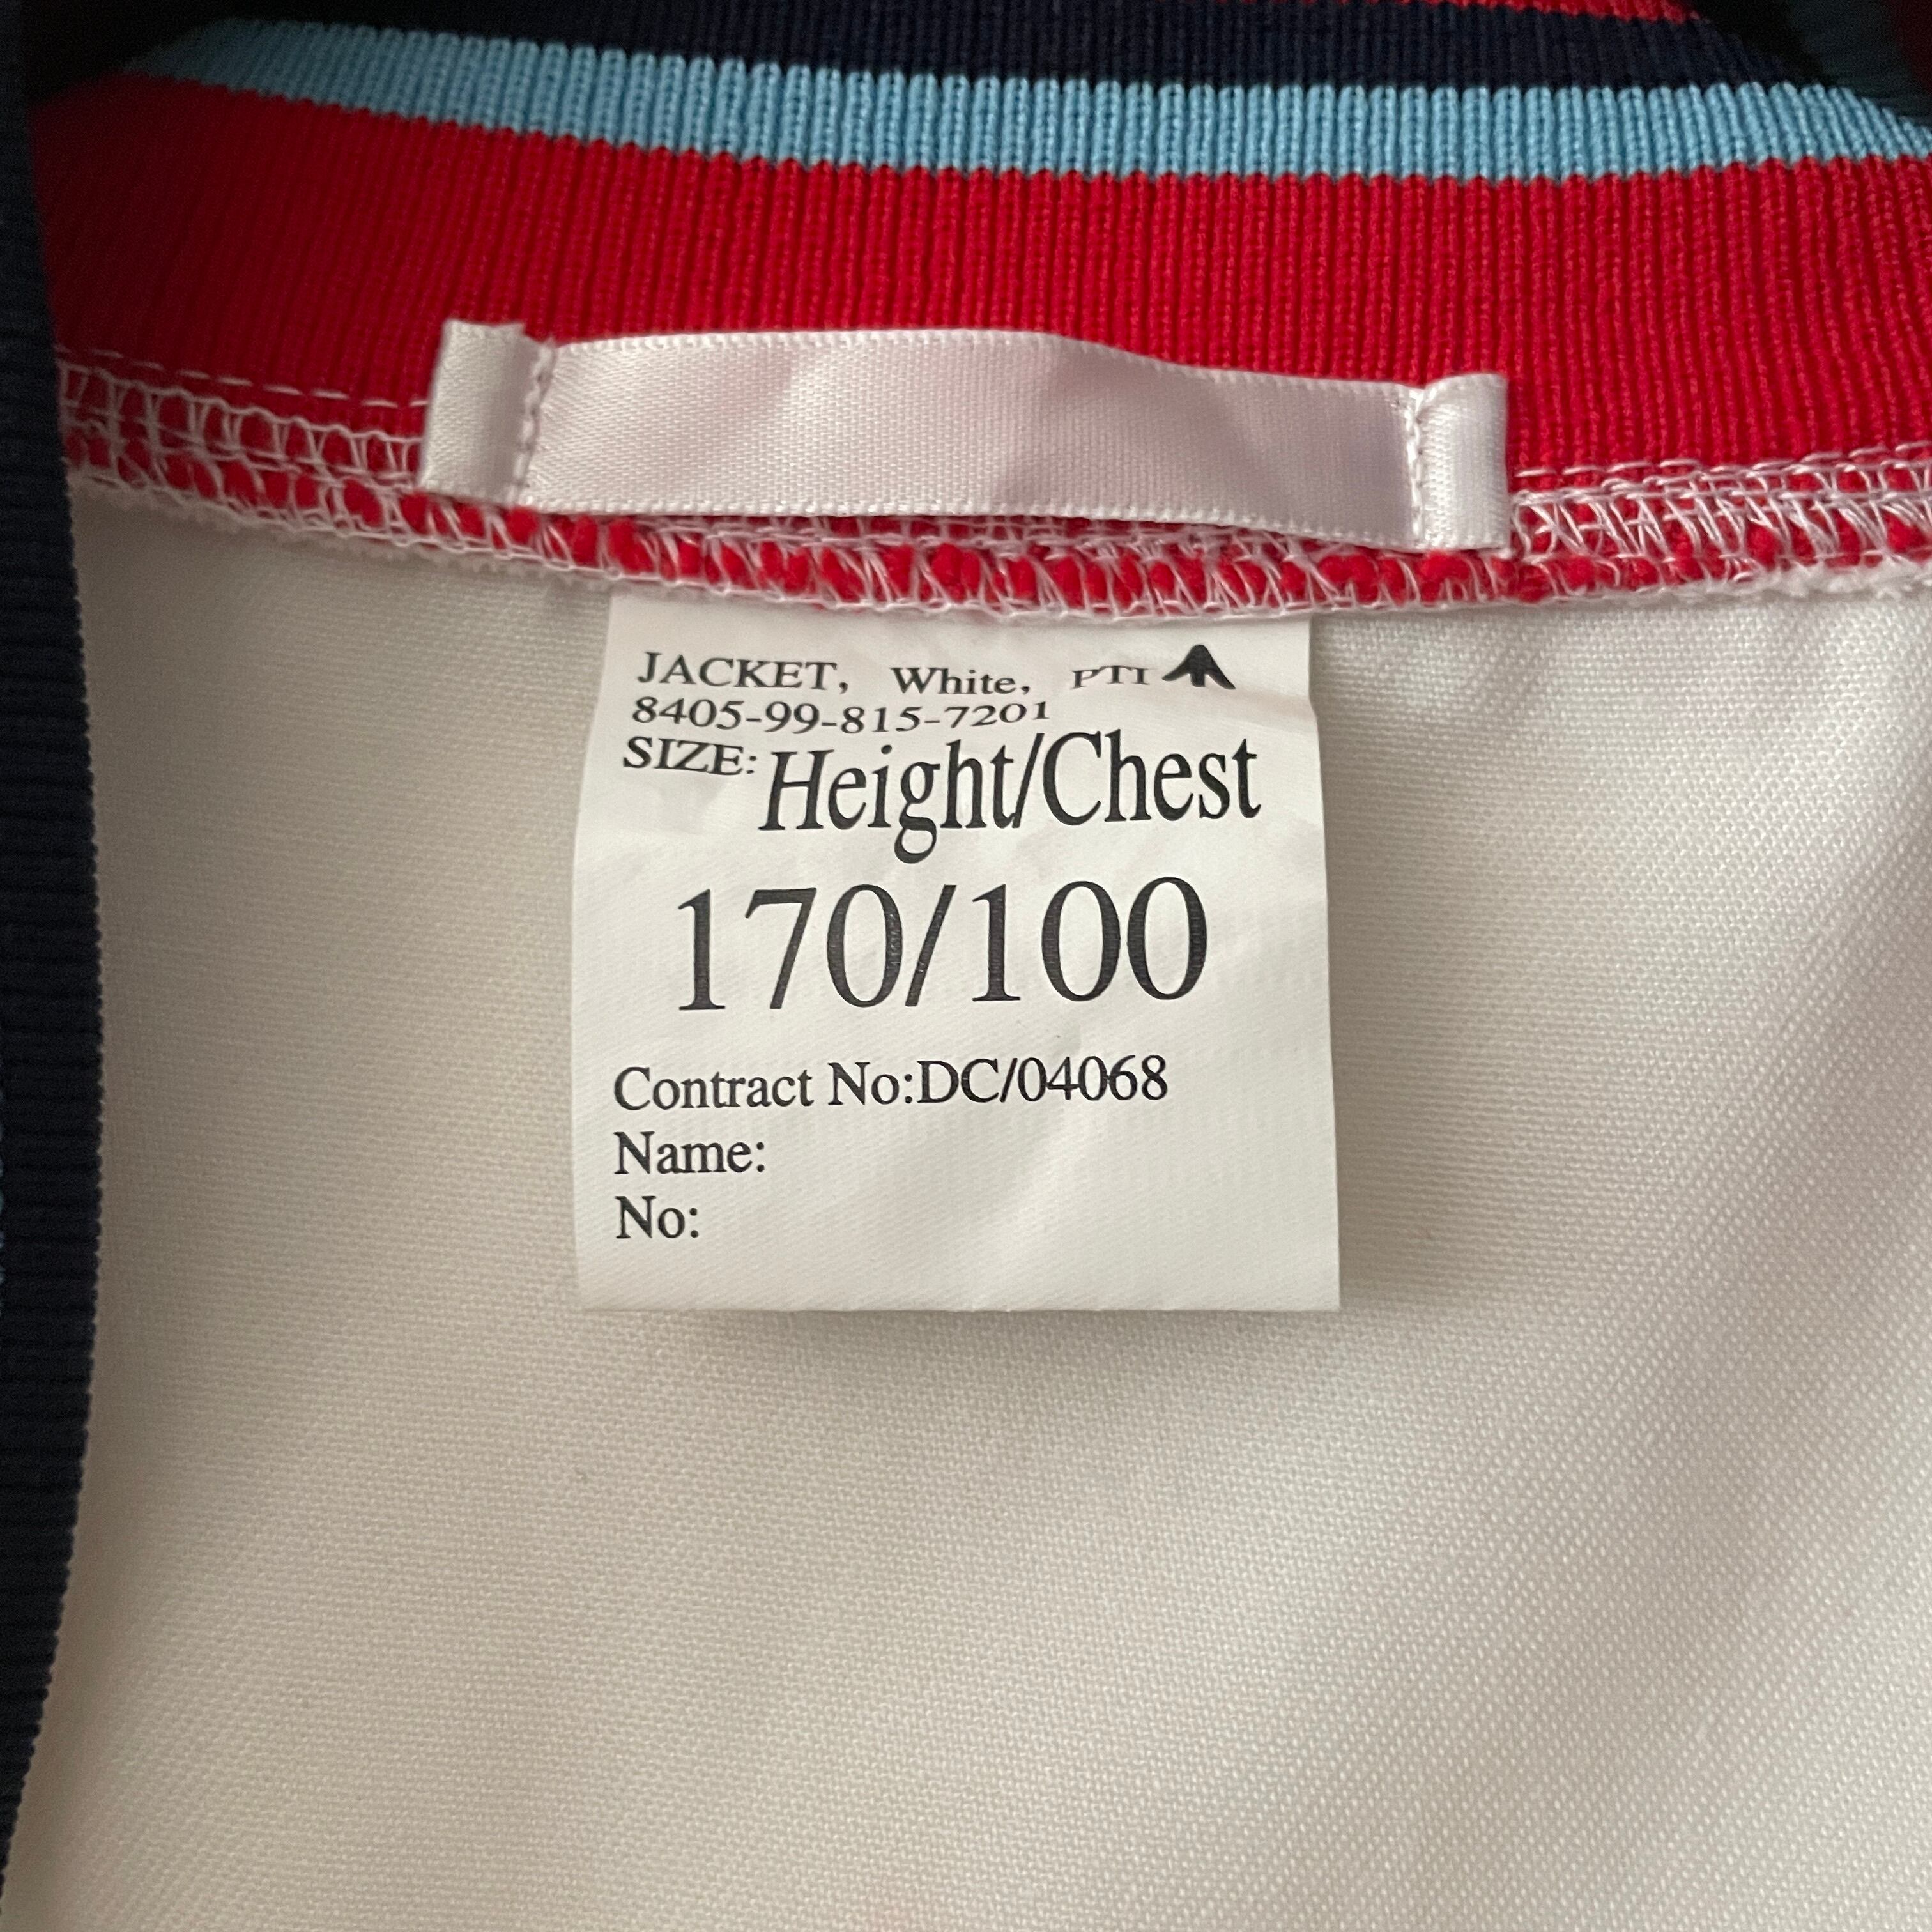 JACKET, White, PTI
8405-99-815-7201
SIZE: Height/Chest
170/100
Contract No:DC/04068
Name:
No: